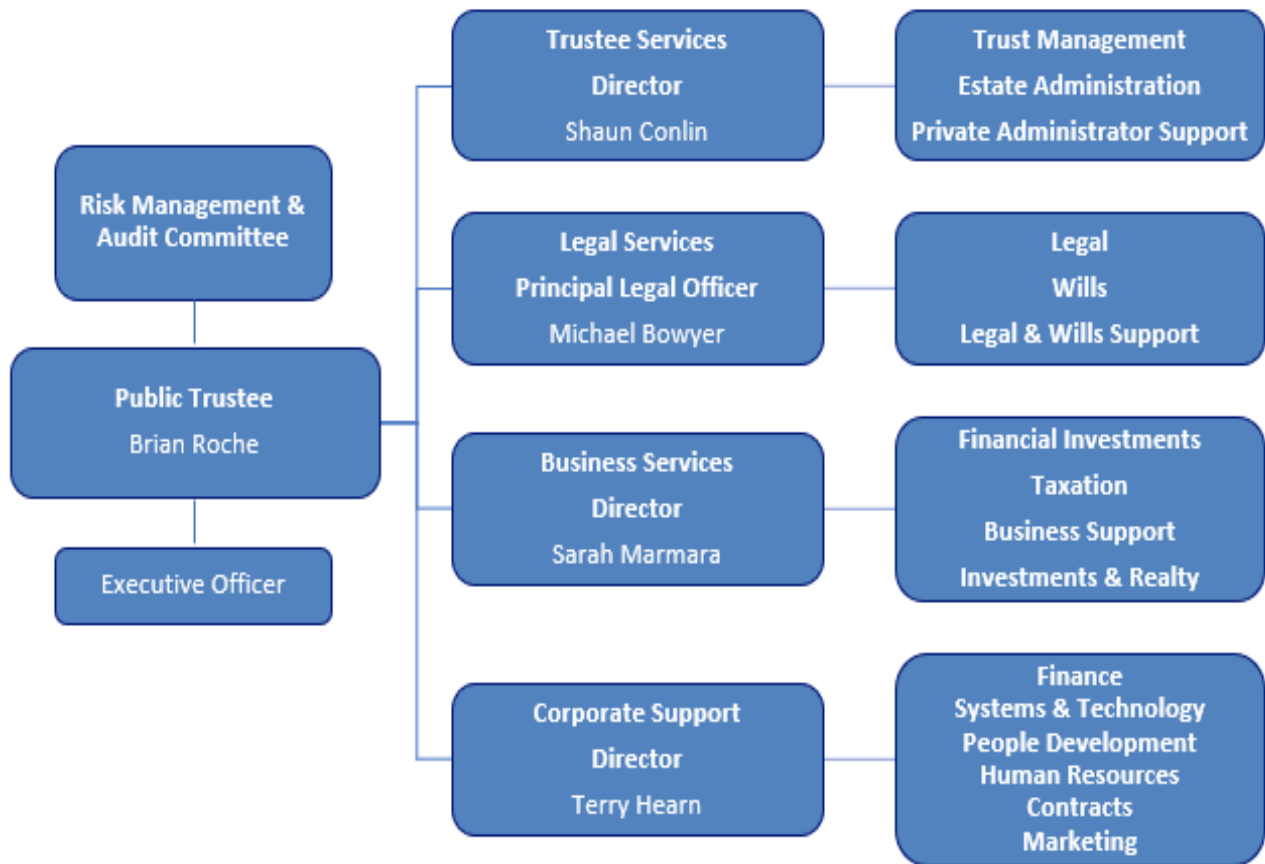 Risk Management &
Audit Committee
Public Trustee
Brian Roche
Executive Officer
Trustee Services
Director
Shaun Conlin
Trust Management
Estate Administration
Private Administrator Support
Legal Services
Principal Legal Officer
Michael Bowyer
Legal
Wills
Legal & Wills Support
Business Services
Director
Sarah Marmara
Financial Investments
Taxation
Business Support
Investments & Realty
Corporate Support
Director
Terry Hearn
Finance
Systems & Technology
People Development
Human Resources
Contracts
Marketing